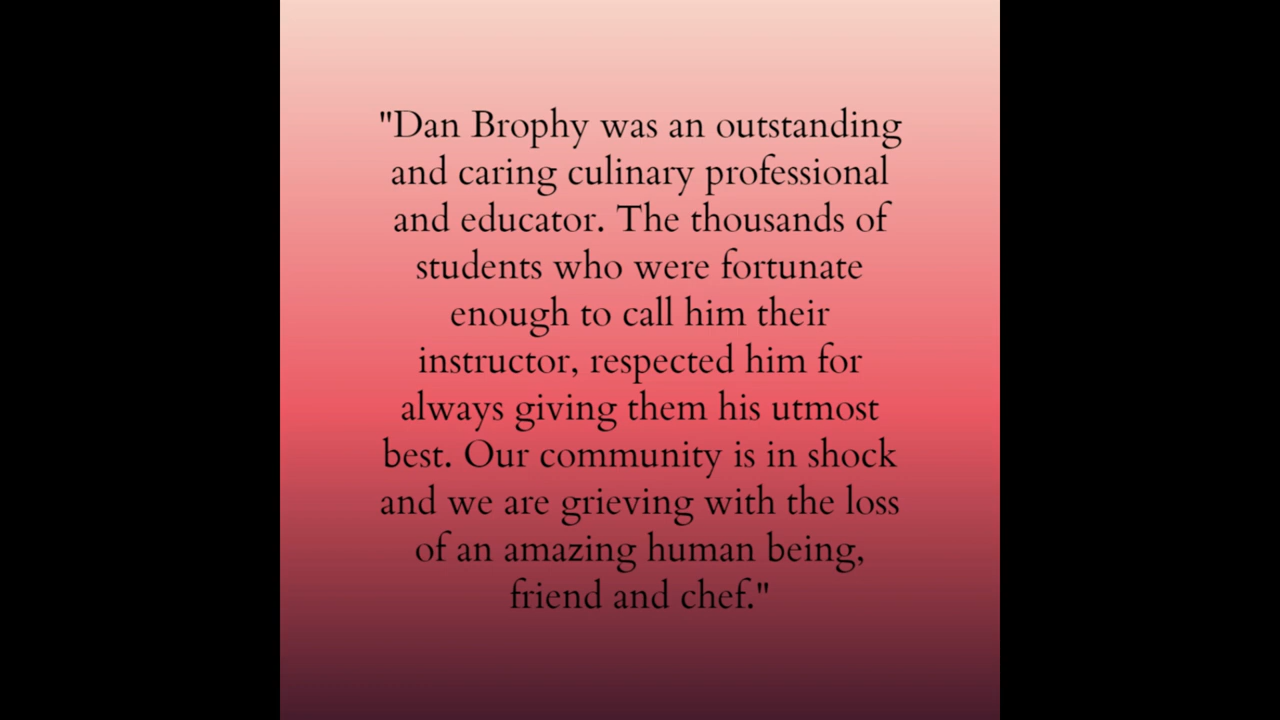 "Dan Brophy was an outstanding
and caring culinary professional
and educator. The thousands of
students who were fortunate
enough to call him their
instructor, respected him for
always giving them his utmost
best. Our community is in shock
and we are grieving with the loss
of an amazing human being,
friend and chef."